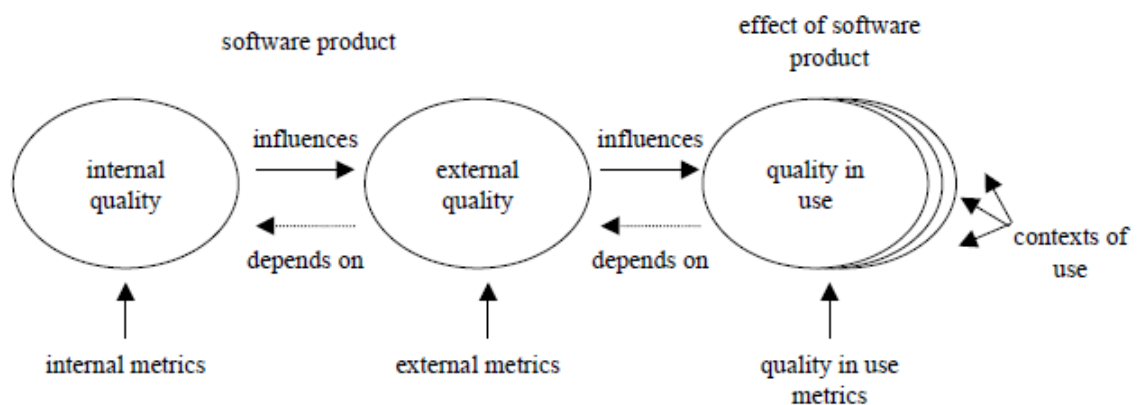 software product
effect of software
product
influences
influences
internal
quality
external
quality
quality in
use
depends on
depends on
contexts of
use
internal metrics
external metrics
quality in use
metrics